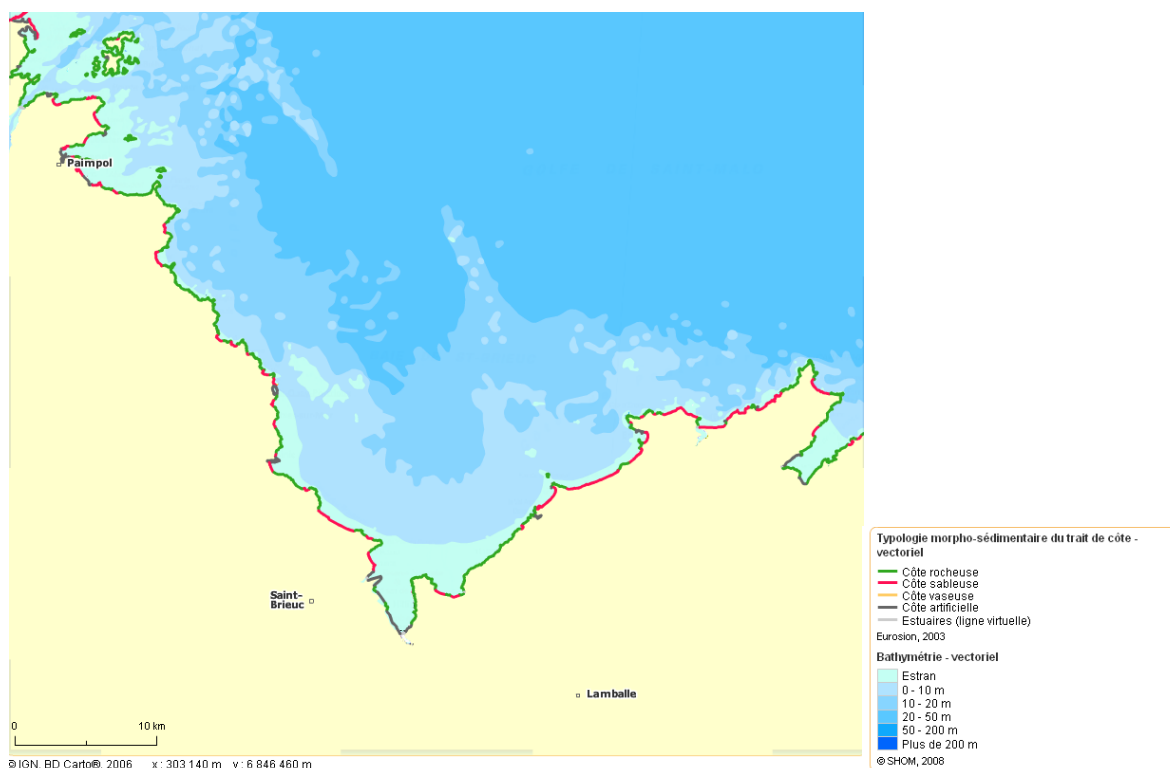 Paimpol
Saint-
Brieuc
Lamballe
0 10 km
© IGN, BD Carto®, 2006 x : 303 140 m y : 6 846 460 m
Typologie morpho-sédimentaire du trait de côte -
vectoriel
Côte rocheuse
Côte sableuse
Côte vaseuse
Côte artificielle
Estuaires (ligne virtuelle)
Eurosion, 2003
Bathymétrie - vectoriel
Estran
0 - 10 m
10 - 20 m
20 - 50 m
50 - 200 m
Plus de 200 m
© SHOM, 2008